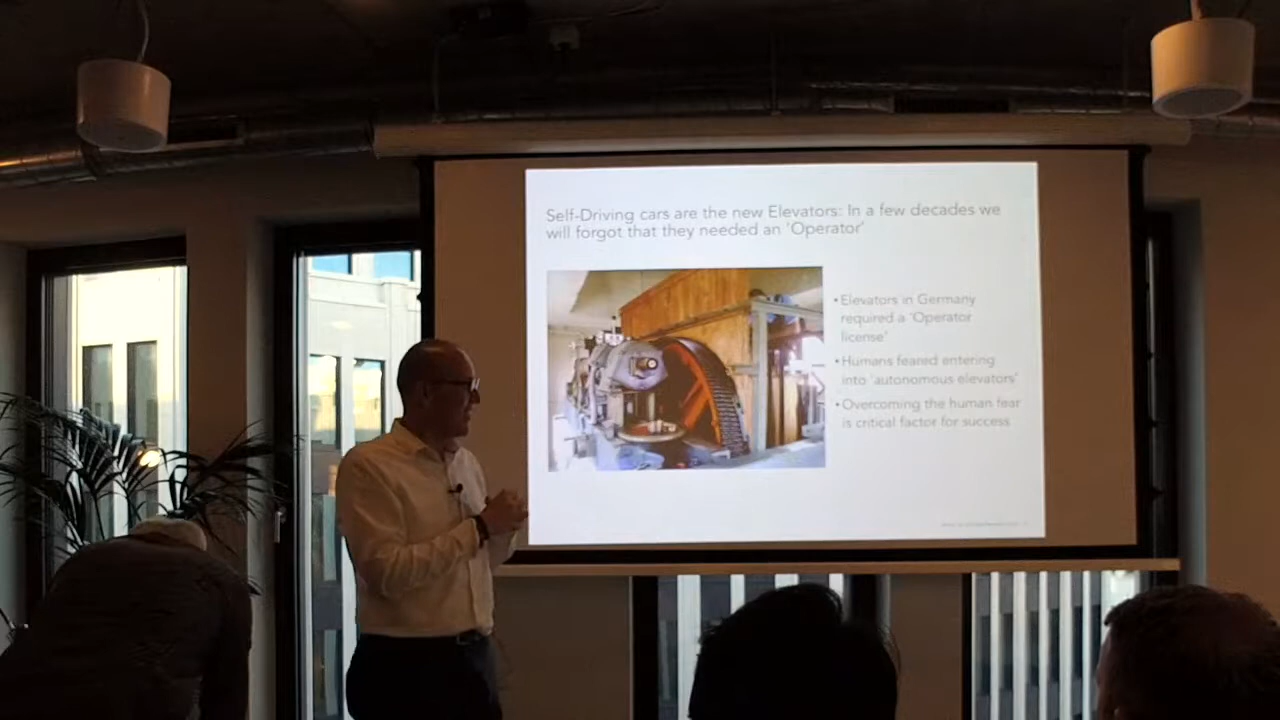 Self-Driving cars are the new Elevators: In a few decades we
will forgot that they needed an 'Operator'
• Elevators in Germany
required a 'Operator
license'
• Humans feared entering
into 'autonomous elevators'
• Overcoming the human fear
is critical factor for success